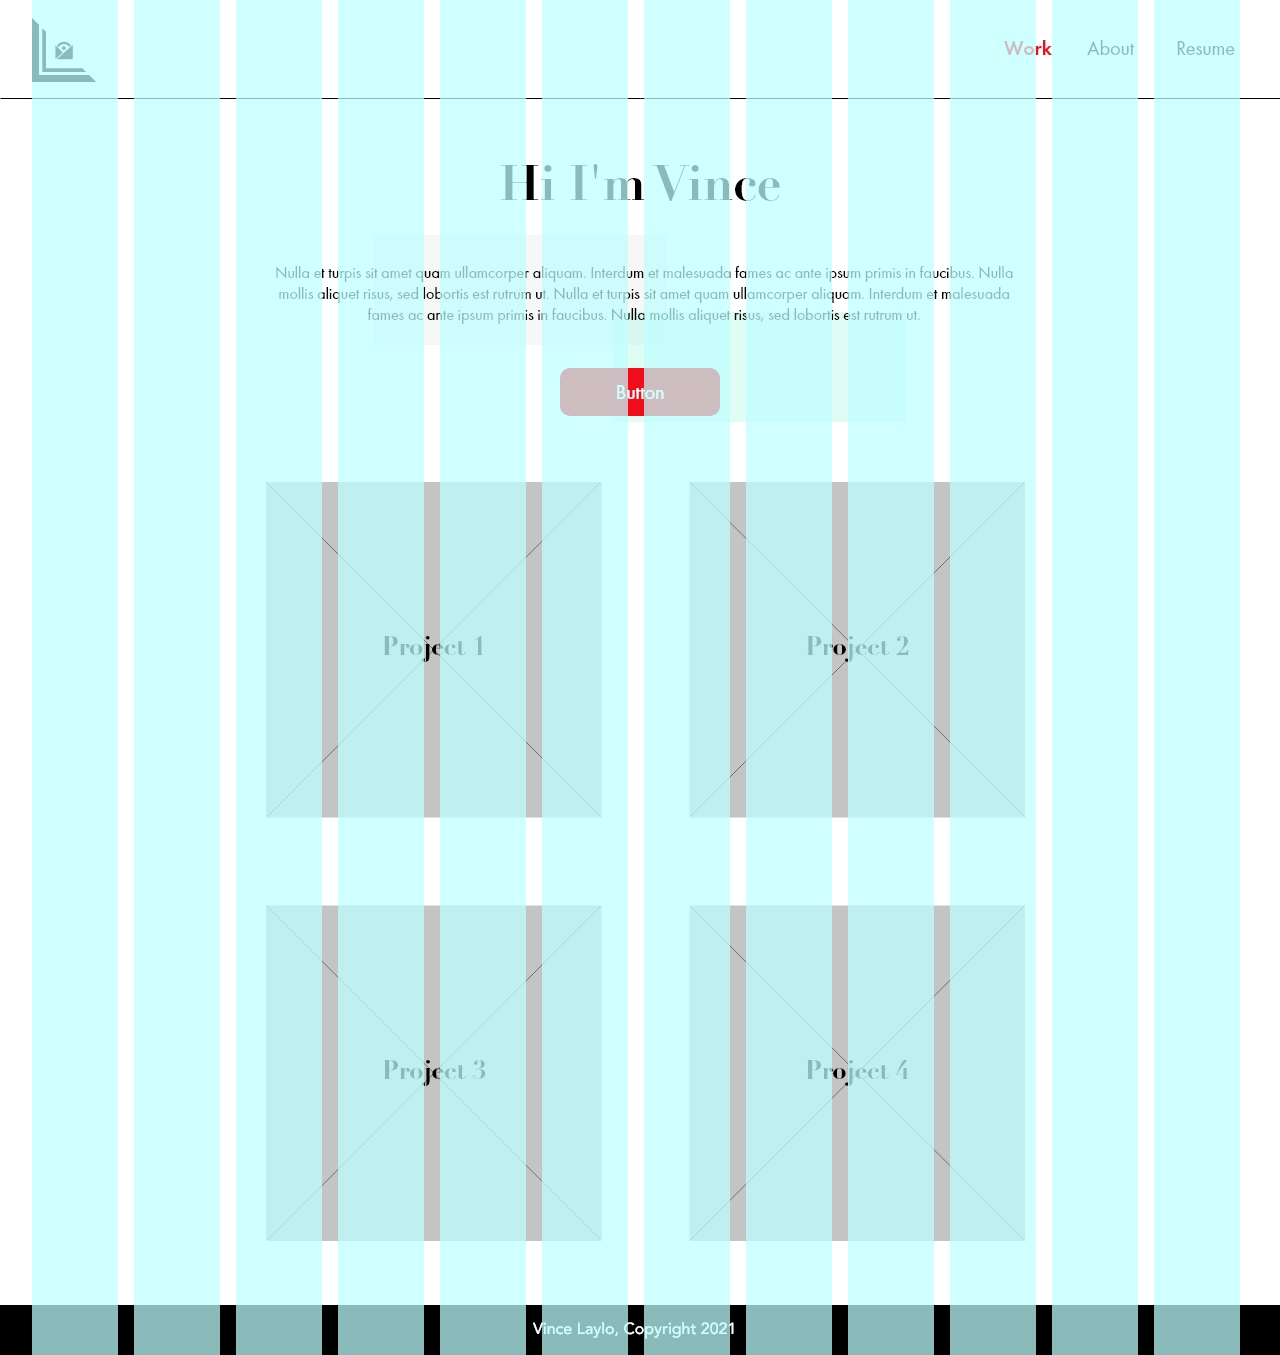 Work About Resume
Hi I'm Vince
Nulla et turpis sit amet quam ullamcorper aliquam. Interdum et malesuada fames ac ante ipsum primis in faucibus. Nulla
mollis aliquet risus, sed lobortis est rutrum ut. Nulla et turpis sit amet quam ullamcorper aliquam. Interdum et malesuada
fames ac ante ipsum primis in faucibus. Nulla mollis aliquet risus, sed lobortis est rutrum ut.
Button
Project 1
Project 2
Project 3
Project 4
Vince Laylo, Copyright 2021